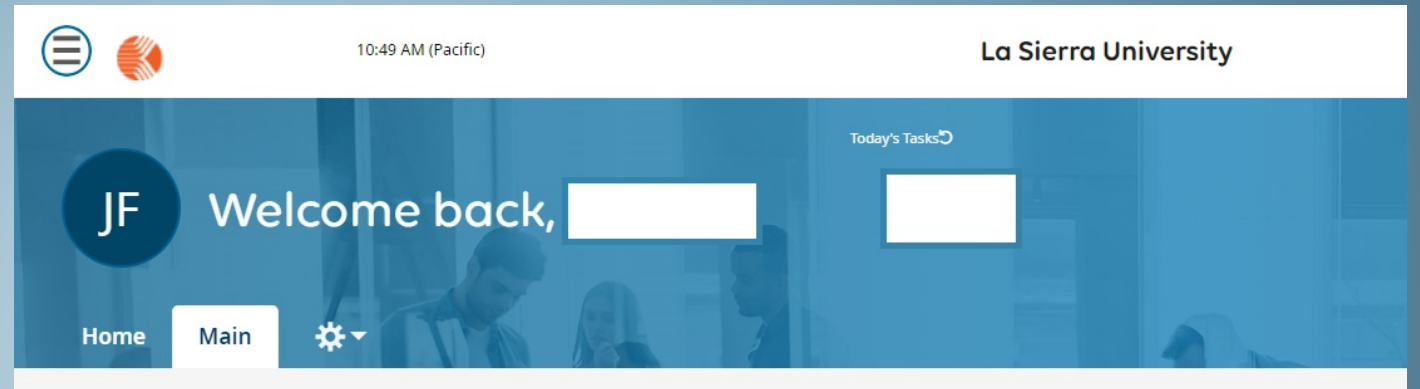 10:49 AM (Pacific)
La Sierra University
Today's Tasks
JF
Welcome back,
Home
Main